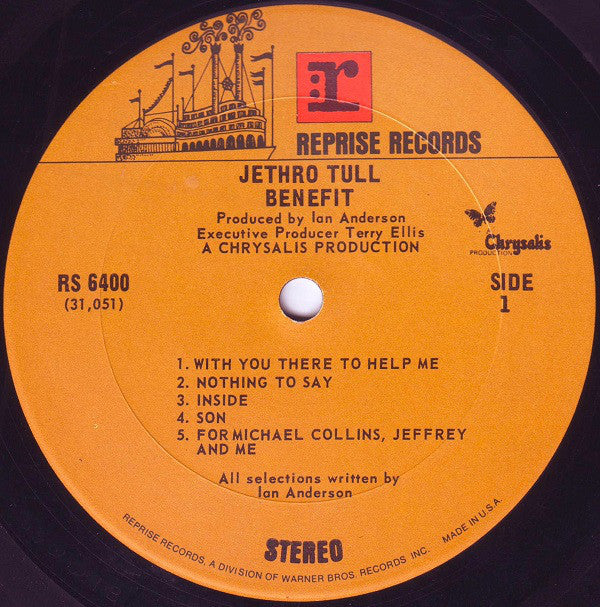 :r
REPRISE RECORDS
JETHRO TULL
BENEFIT
Produced by Ian Anderson
Executive Producer Terry Ellis
A CHRYSALIS PRODUCTION
A
Chrysalis
PRODUCTION
RS 6400
(31,051)
SIDE
1
1. WITH YOU THERE TO HELP ME
2. NOTHING TO SAY
3. INSIDE
4. SON
5. FOR MICHAEL COLLINS, JEFFREY
AND ME
All selections written by
Ian Anderson
STEREO
REPRISE RECORDS, A DIVISION OF WARNER BROS. RECORDS INC. MADE IN U.S.A.